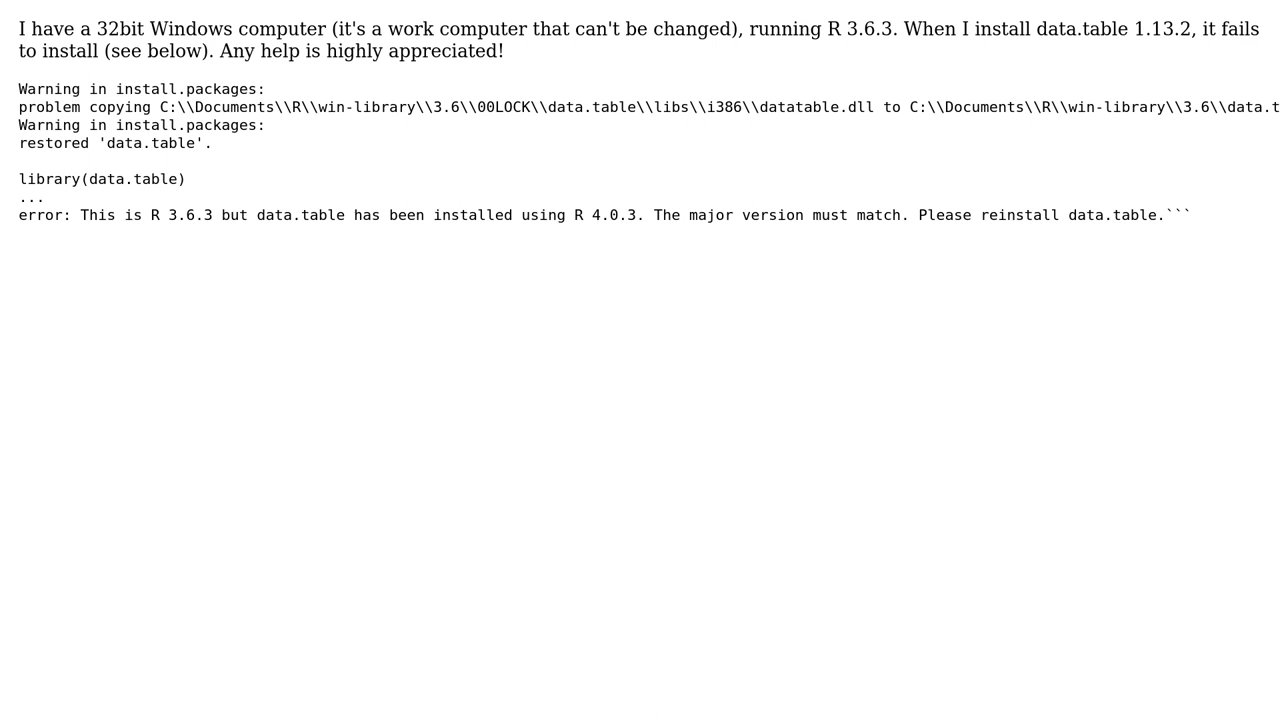 I have a 32bit Windows computer (it's a work computer that can't be changed), running R 3.6.3. When I install data.table 1.13.2, it fails
to install (see below). Any help is highly appreciated!
Warning in install.packages:
problem copying C:\\Documents\\R\\win-library\\3.6\\00LOCK\\data.table\\libs\\i386\\datatable.dll to C:\\Documents\\R\\win-library\\3.6\\data.t
Warning in install.packages:
restored 'data.table'.
library(data.table)
...
error: This is R 3.6.3 but data.table has been installed using R 4.0.3. The major version must match. Please reinstall data.table.```